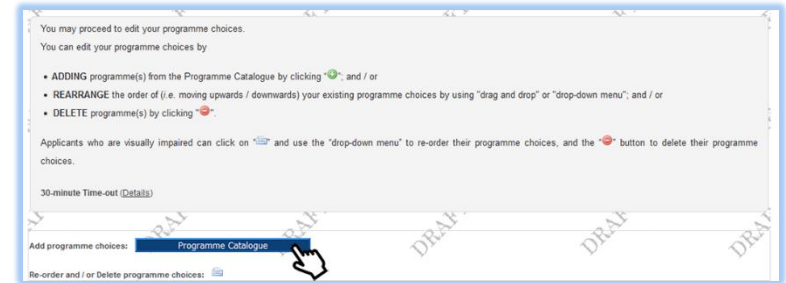 You may proceed to edit your programme choices.
You can edit your programme choices by
• ADDING programme(s) from the Programme Catalogue by clicking " "; and / or
• REARRANGE the order of (i.e. moving upwards / downwards) your existing programme choices by using "drag and drop" or "drop-down menu"; and / or
• DELETE programme(s) by clicking " ".
Applicants who are visually impaired can click on " " and use the "drop-down menu" to re-order their programme choices, and the " " button to delete their programme
choices.
30-minute Time-out (Details)
DRAFT DRAFT DRAFT DRAFT
Add programme choices: Programme Catalogue
Re-order and / or Delete programme choices: